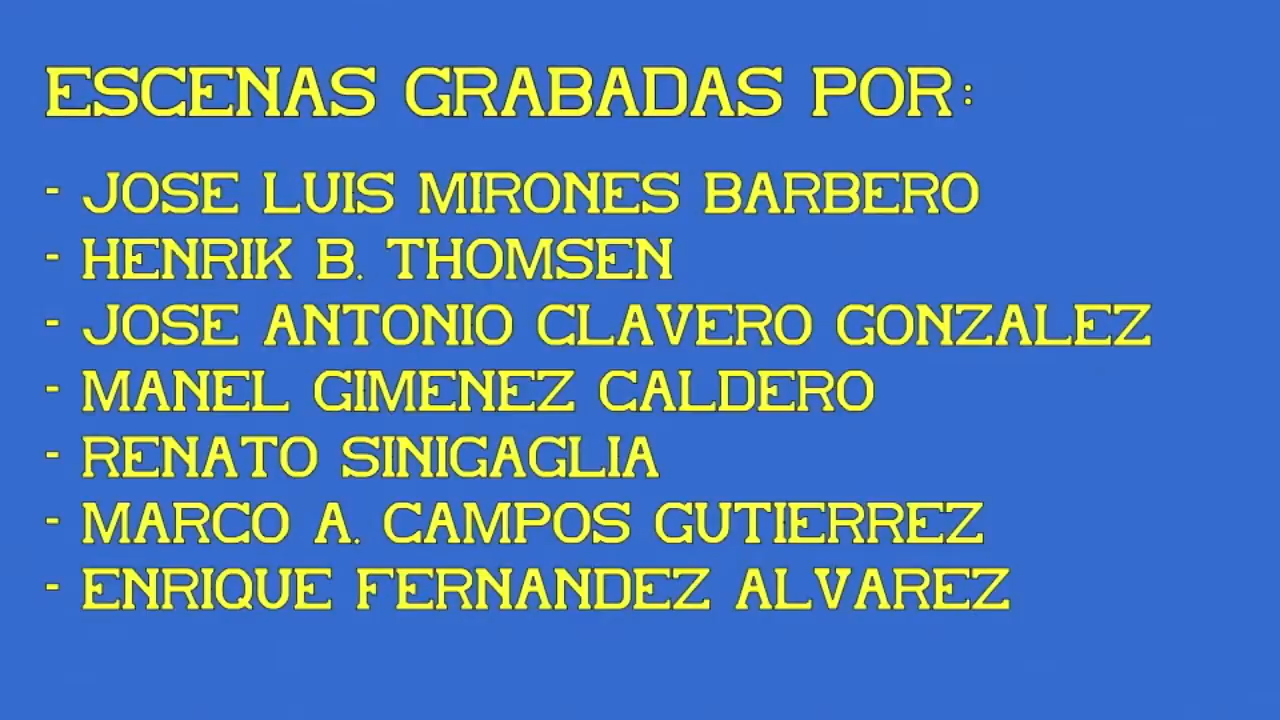 ESCENAS GRABADAS POR:
- JOSE LUIS MIRONES BARBERO
- HENRIK B. THOMSEN
- JOSE ANTONIO CLAVERO GONZALEZ
- MANEL GIMENEZ CALDERO
- RENATO SINIGAGLIA
- MARCO A. CAMPOS GUTIERREZ
- ENRIQUE FERNANDEZ ALVAREZ